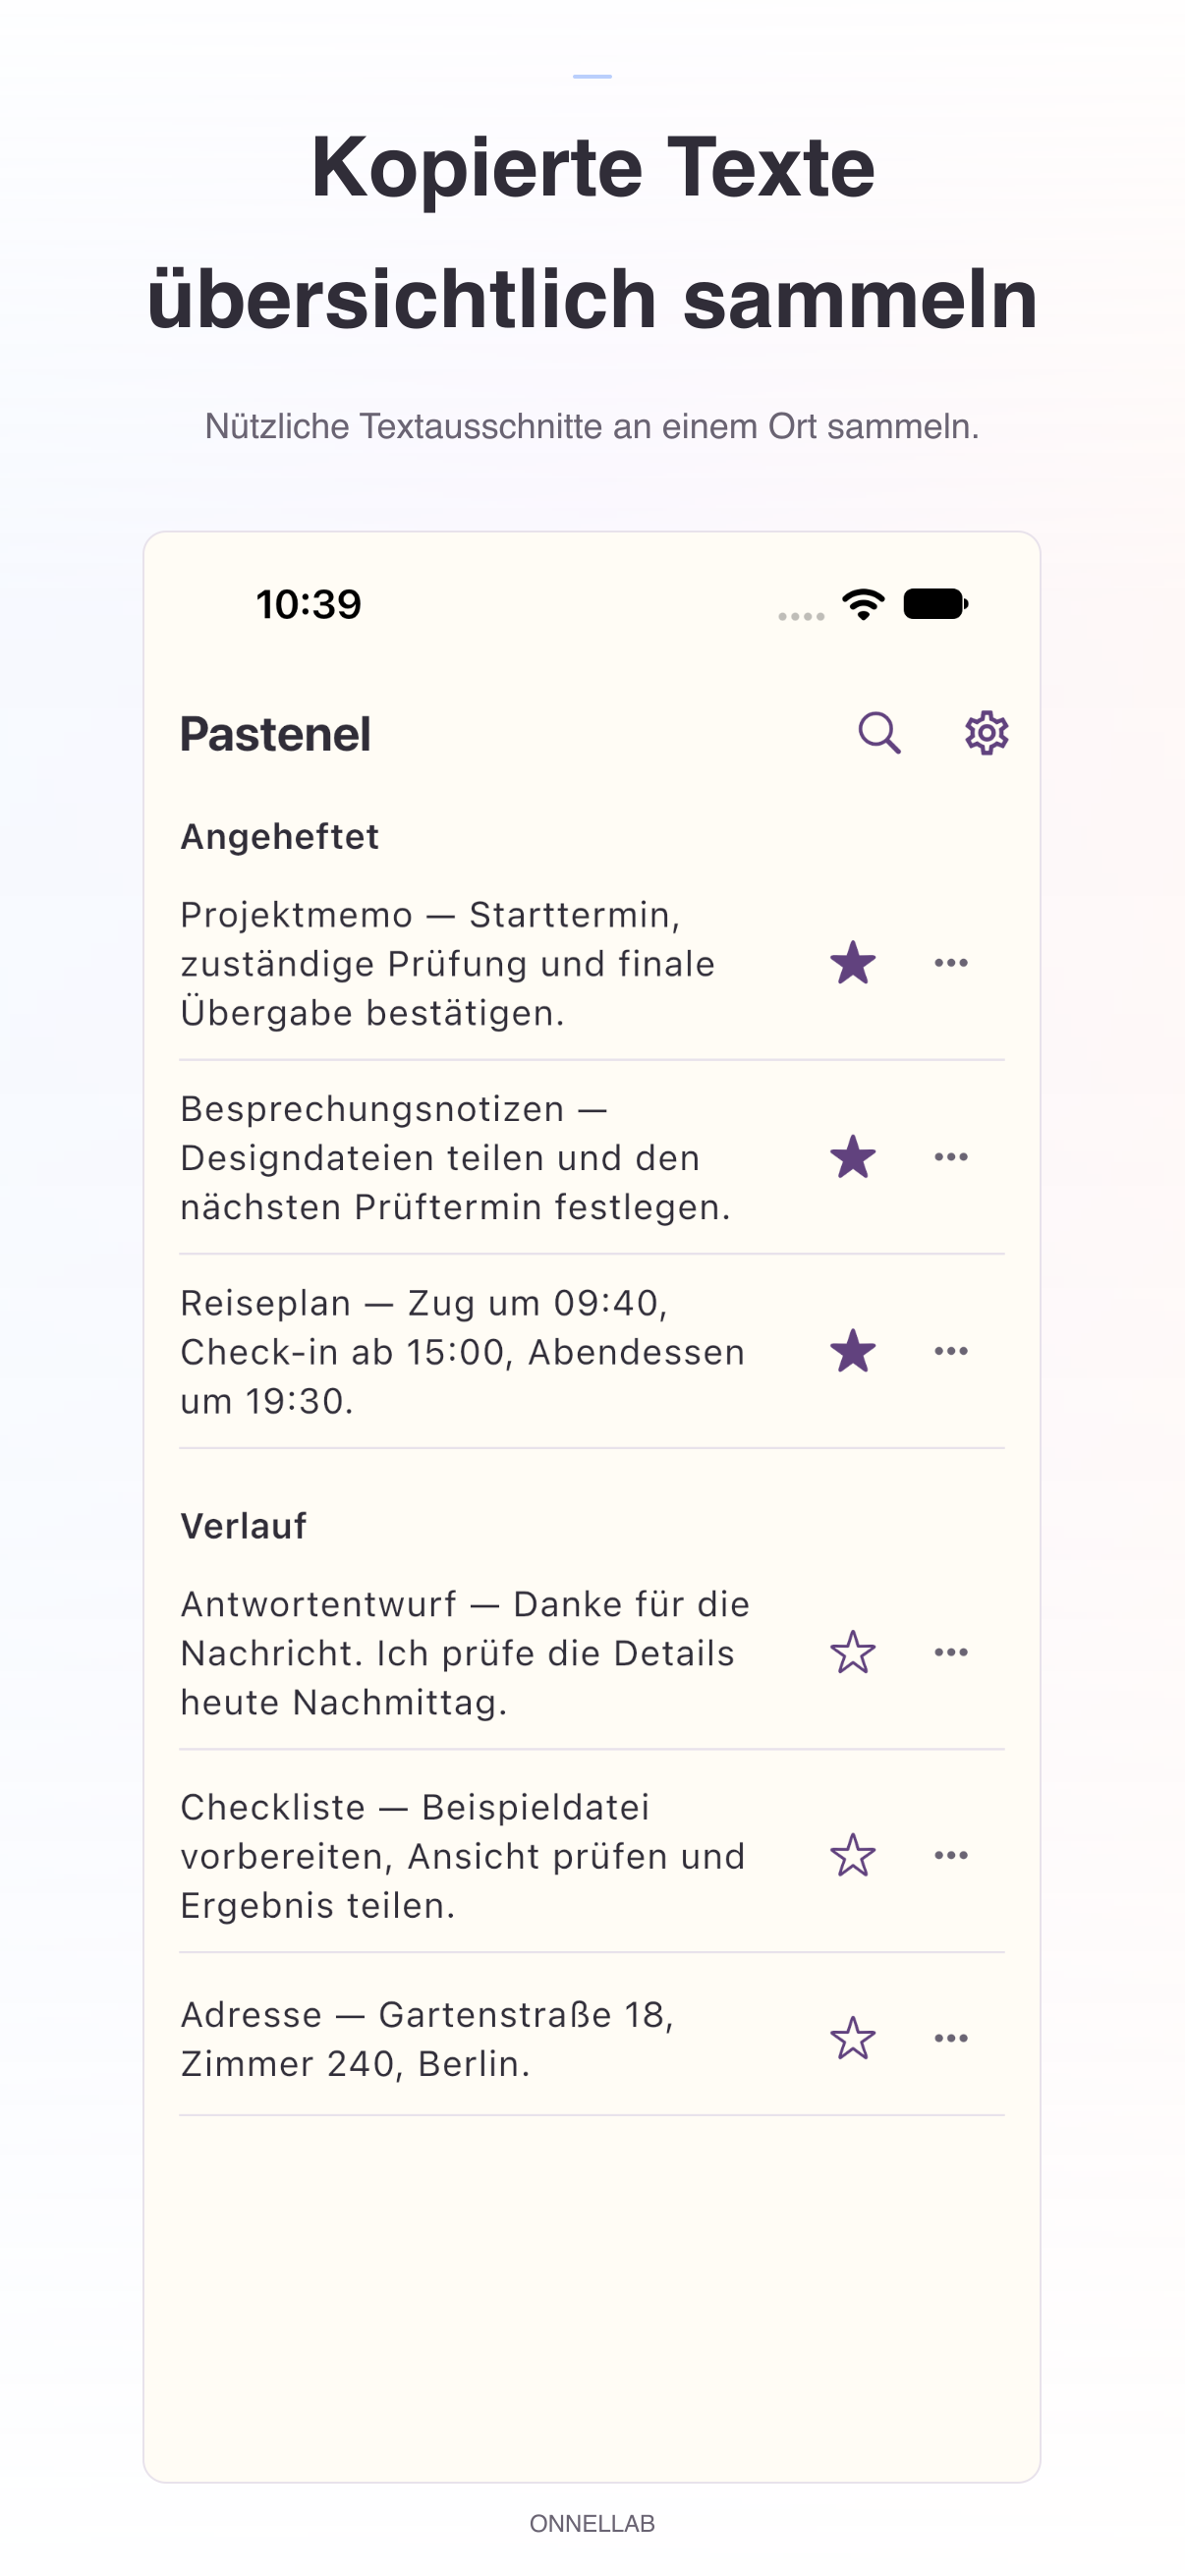 Kopierte Texte
übersichtlich sammeln
Nützliche Textausschnitte an einem Ort sammeln.
10:39
Pastenel
Angeheftet
Projektmemo — Starttermin,
zuständige Prüfung und finale
Übergabe bestätigen.
Besprechungsnotizen —
Designdateien teilen und den
nächsten Prüftermin festlegen.
Reiseplan — Zug um 09:40,
Check-in ab 15:00, Abendessen
um 19:30.
Verlauf
Antwortentwurf — Danke für die
Nachricht. Ich prüfe die Details
heute Nachmittag.
Checkliste — Beispieldatei
vorbereiten, Ansicht prüfen und
Ergebnis teilen.
Adresse — Gartenstraße 18,
Zimmer 240, Berlin.
ONNELLAB